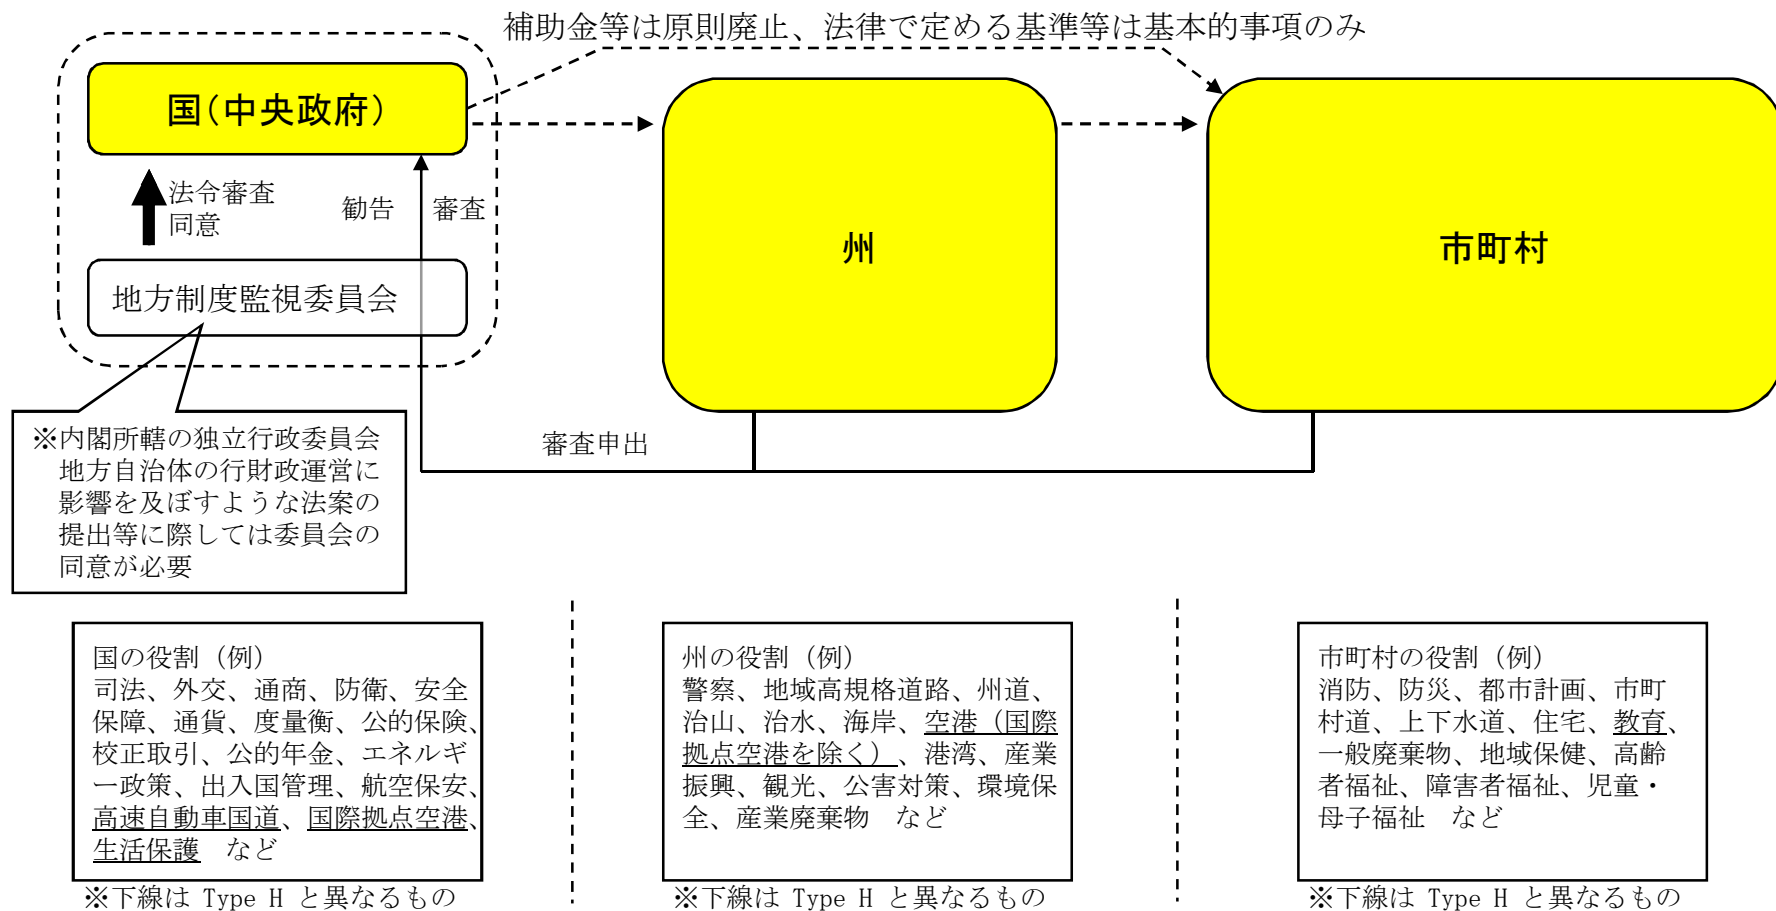 補助金等は原則廃止、法律で定める基準等は基本的事項のみ
国(中央政府)
法令審査
同意
勧告
審査
地方制度監視委員会
州
市町村
審査申出
※内閣所轄の独立行政委員会
地方自治体の行財政運営に
影響を及ぼすような法案の
提出等に際しては委員会の
同意が必要
国の役割（例）
司法、外交、通商、防衛、安全
保障、通貨、度量衡、公的保険、
校正取引、公的年金、エネルギ
ー政策、出入国管理、航空保安、
高速自動車国道、国際拠点空港、
生活保護　など
※下線は Type H と異なるもの
州の役割（例）
警察、地域高規格道路、州道、
治山、治水、海岸、空港（国際
拠点空港を除く）、港湾、産業
振興、観光、公害対策、環境保
全、産業廃棄物　など
※下線は Type H と異なるもの
市町村の役割（例）
消防、防災、都市計画、市町
村道、上下水道、住宅、教育、
一般廃棄物、地域保健、高齢
者福祉、障害者福祉、児童・
母子福祉　など
※下線は Type H と異なるもの